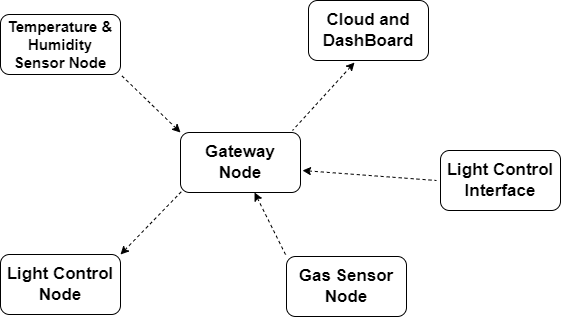 Temperature &
Humidity
Sensor Node
Cloud and
DashBoard
Gateway
Node
Light Control
Interface
Light Control
Node
Gas Sensor
Node